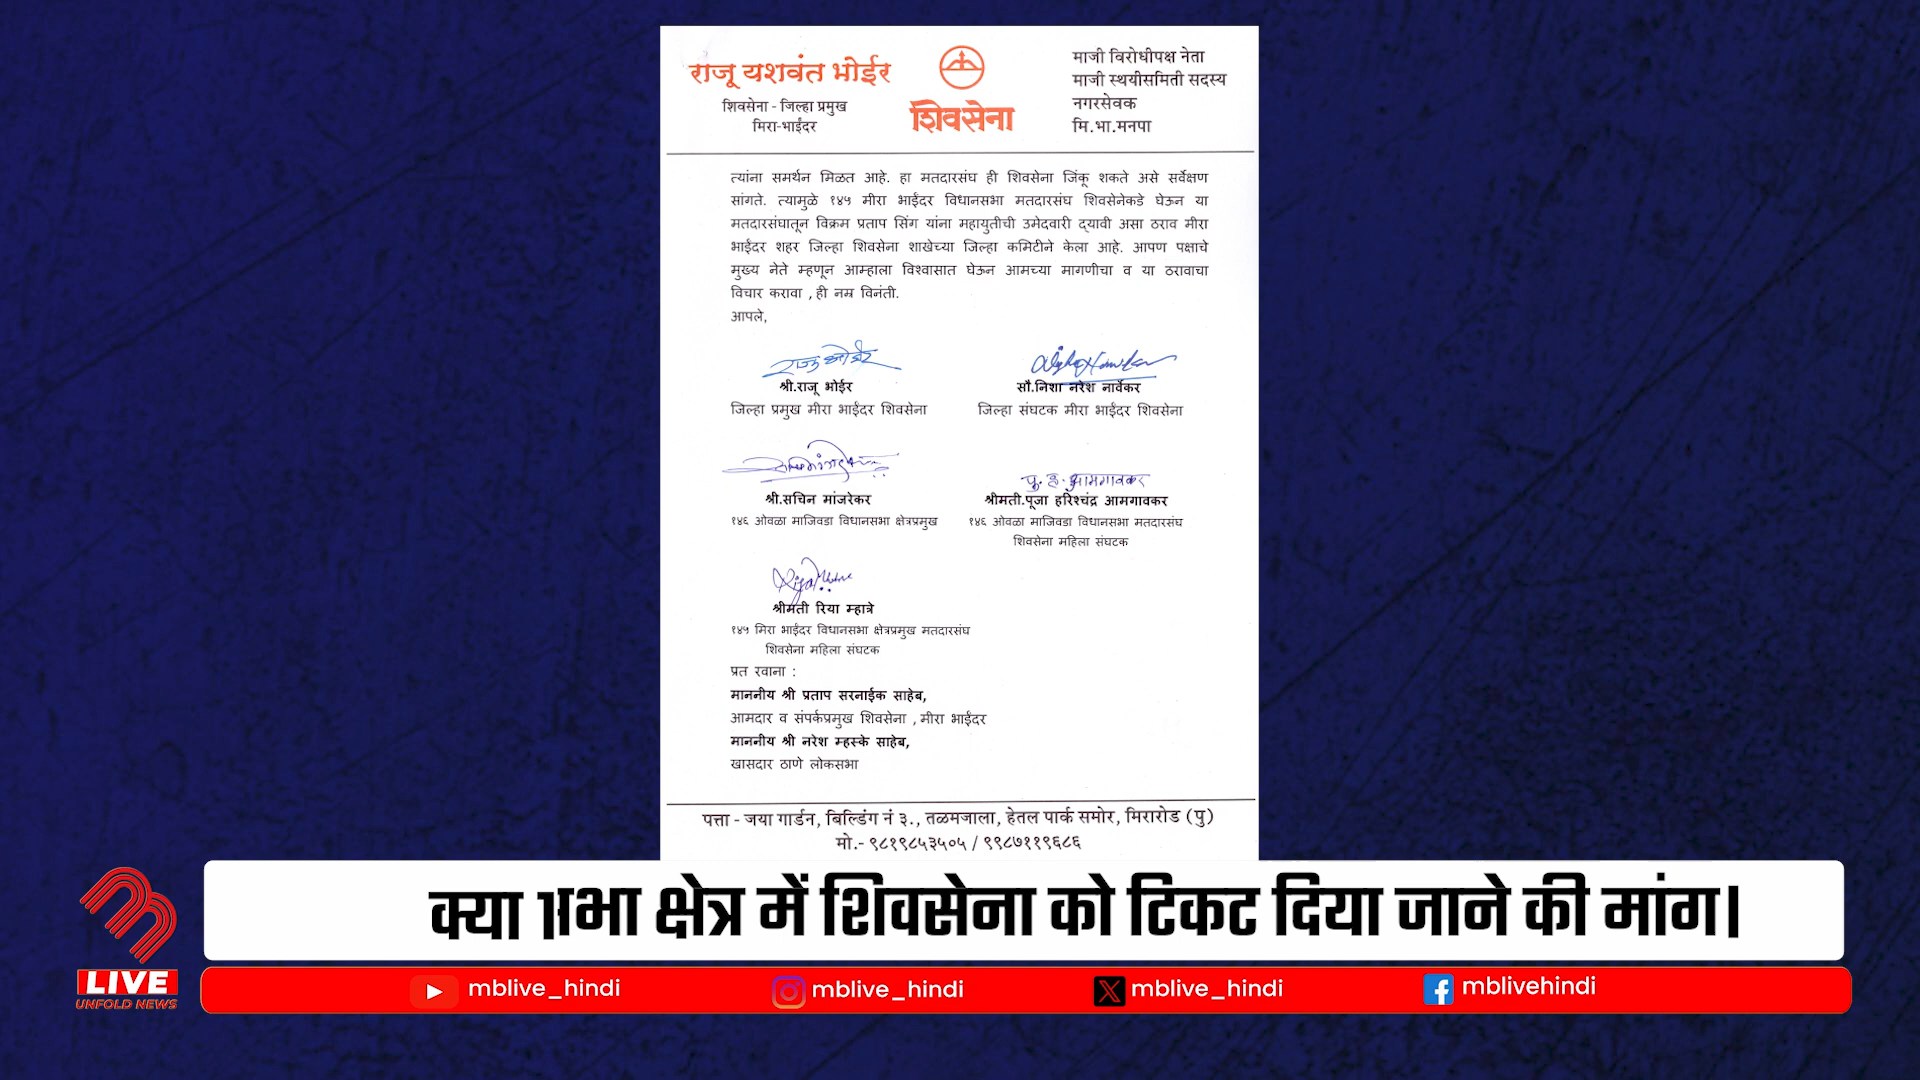 राजू यशवंत भोईर
शिवसेना - जिल्हा प्रमुख
मिरा-भाईंदर
शिवसेना
माजी विरोधीपक्ष नेता
माजी स्थयीसमिती सदस्य
नगरसेवक
मि.भा.मनपा
त्यांना समर्थन मिळत आहे. हा मतदारसंघ ही शिवसेना जिंकू शकते असे सर्वेक्षण
सांगते. त्यामुळे १४५ मीरा भाईंदर विधानसभा मतदारसंघ शिवसेनेकडे घेऊन या
मतदारसंघातून विक्रम प्रताप सिंग यांना महायुतीची उमेदवारी द्यावी असा ठराव मीरा
भाईंदर शहर जिल्हा शिवसेना शाखेच्या जिल्हा कमिटीने केला आहे. आपण पक्षाचे
मुख्य नेते म्हणून आम्हाला विश्वासात घेऊन आमच्या मागणीचा व या ठरावाचा
विचार करावा , ही नम्र विनंती.
आपले,
राजु भोईर
श्री.राजू भोईर
जिल्हा प्रमुख मीरा भाईंदर शिवसेना
सौ.निशा नरेश नार्वेकर
जिल्हा संघटक मीरा भाईंदर शिवसेना
श्री.सचिन मांजरेकर
१४६ ओवळा माजिवडा विधानसभा क्षेत्रप्रमुख
पु. ह. आमगावकर
श्रीमती.पूजा हरिश्चंद्र आमगावकर
१४६ ओवळा माजिवडा विधानसभा मतदारसंघ
शिवसेना महिला संघटक
श्रीमती रिया म्हात्रे
१४५ मिरा भाईंदर विधानसभा क्षेत्रप्रमुख मतदारसंघ
शिवसेना महिला संघटक
प्रत रवाना :
माननीय श्री प्रताप सरनाईक साहेब,
आमदार व संपर्कप्रमुख शिवसेना , मीरा भाईंदर
माननीय श्री नरेश म्हस्के साहेब,
खासदार ठाणे लोकसभा
पत्ता - जया गार्डन, बिल्डिंग नं ३., तळमजाला, हेतल पार्क समोर, मिरारोड (पु)
मो.- ९८१९८५३५०५ / ९९८७११९६८६
क्या 1 भा क्षेत्र में शिवसेना को टिकट दिया जाने की मांग।
LIVE
UNFOLD NEWS
mblive_hindi
mblive_hindi
mblive_hindi
mblivehindi